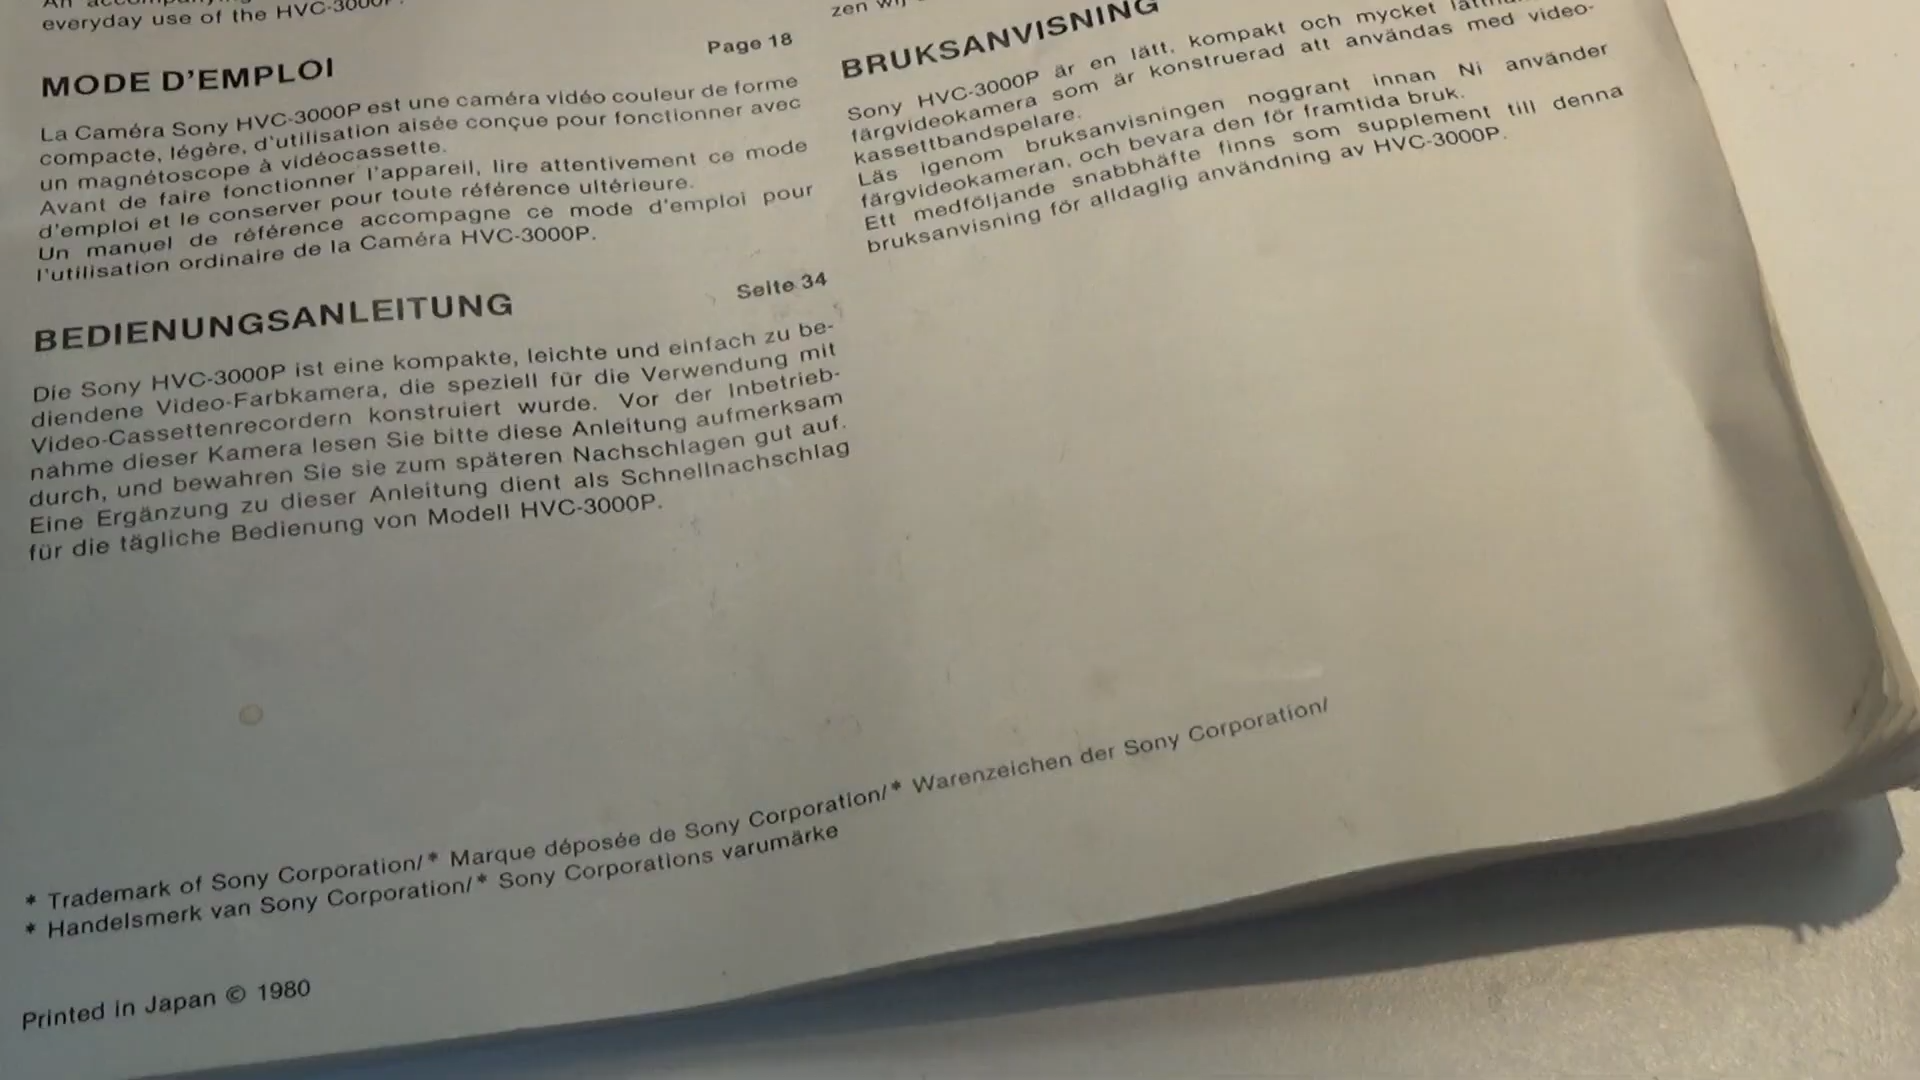 everyday use of the HVC-3000P.
Page 18
MODE D'EMPLOI
La Caméra Sony HVC-3000P est une caméra vidéo couleur de forme
compacte, légère, d'utilisation aisée conçue pour fonctionner avec
un magnétoscope à vidéocassette.
Avant de faire fonctionner l'appareil, lire attentivement ce mode
d'emploi et le conserver pour toute référence ultérieure.
Un manuel de référence accompagne ce mode d'emploi pour
l'utilisation ordinaire de la Caméra HVC-3000P.
Seite 34
BEDIENUNGSANLEITUNG
Die Sony HVC-3000P ist eine kompakte, leichte und einfach zu be-
diendene Video-Farbkamera, die speziell für die Verwendung mit
Video-Cassettenrecordern konstruiert wurde. Vor der Inbetrieb-
nahme dieser Kamera lesen Sie bitte diese Anleitung aufmerksam
durch, und bewahren Sie sie zum späteren Nachschlagen gut auf.
Eine Ergänzung zu dieser Anleitung dient als Schnellnachschlag
für die tägliche Bedienung von Modell HVC-3000P.
zen
BRUKSANVISNING
Sony HVC-3000P är en lätt, kompakt och mycket
färgvideokamera som är konstruerad att användas med video-
kassettbandspelare.
Läs igenom bruksanvisningen noggrant innan Ni använder
färgvideokameran, och bevara den för framtida bruk.
Ett medföljande snabbhäfte finns som supplement till denna
bruksanvisning för alldaglig användning av HVC-3000P.
* Trademark of Sony Corporation/* Marque déposée de Sony Corporation/* Warenzeichen der Sony Corporation/
* Handelsmerk van Sony Corporation/* Sony Corporations varumärke
Printed in Japan © 1980